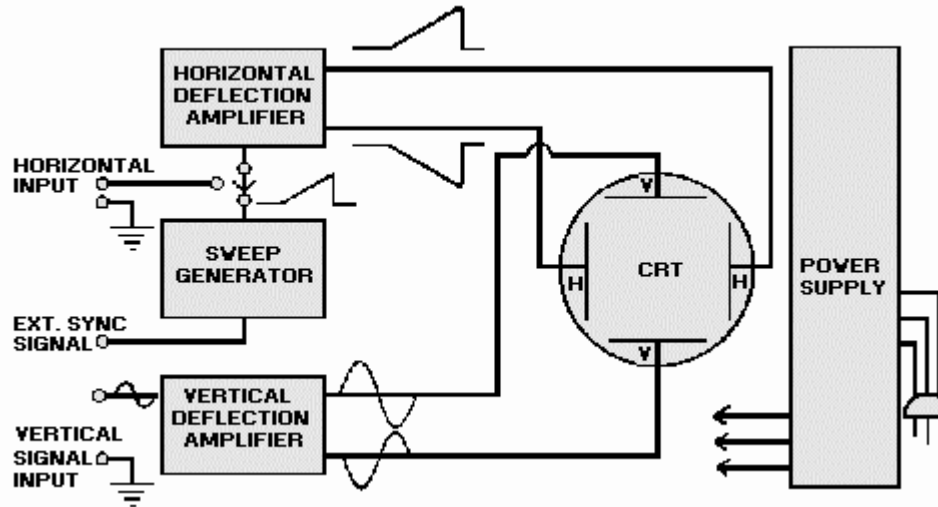 HORIZONTAL
DEFLECTION
AMPLIFIER
HORIZONTAL
INPUT
SWEEP
GENERATOR
EXT. SYNC
SIGNAL
V
H
CRT
H
V
POWER
SUPPLY
VERTICAL
DEFLECTION
AMPLIFIER
VERTICAL
SIGNAL
INPUT